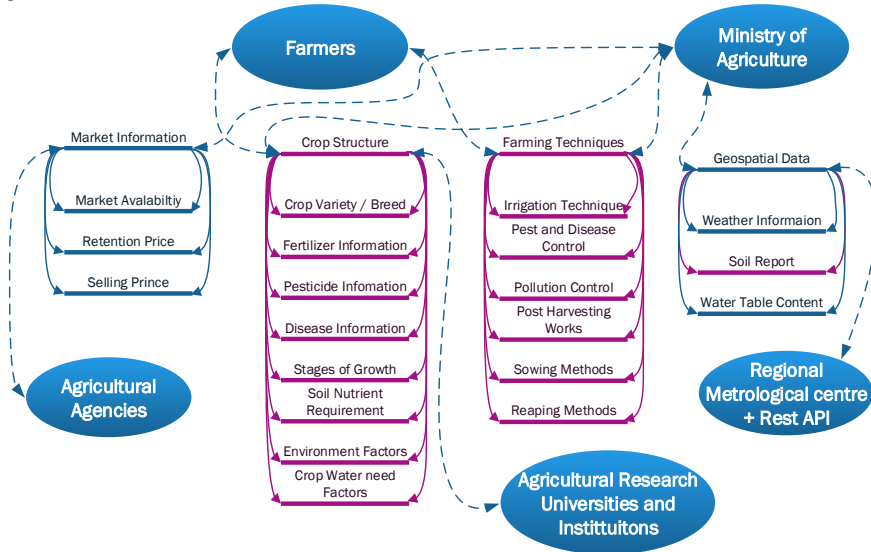 Farmers
Ministry of
Agriculture
Market Information
Market Avalabitiy
Retention Price
Selling Prince
Crop Structure
Crop Variety / Breed
Fertilizer Information
Pesticide Infomation
Disease Information
Stages of Growth
Soil Nutrient
Requirement
Environment Factors
Crop Water need
Factors
Farming Techniques
Irrigation Technique
Pest and Disease
Control
Pollution Control
Post Harvesting
Works
Sowing Methods
Reaping Methods
Geospatial Data
Weather Informaion
Soil Report
Water Table Content
Agricultural
Agencies
Regional
Metrological centre
+ Rest API
Agricultural Research
Universities and
Instittuitons